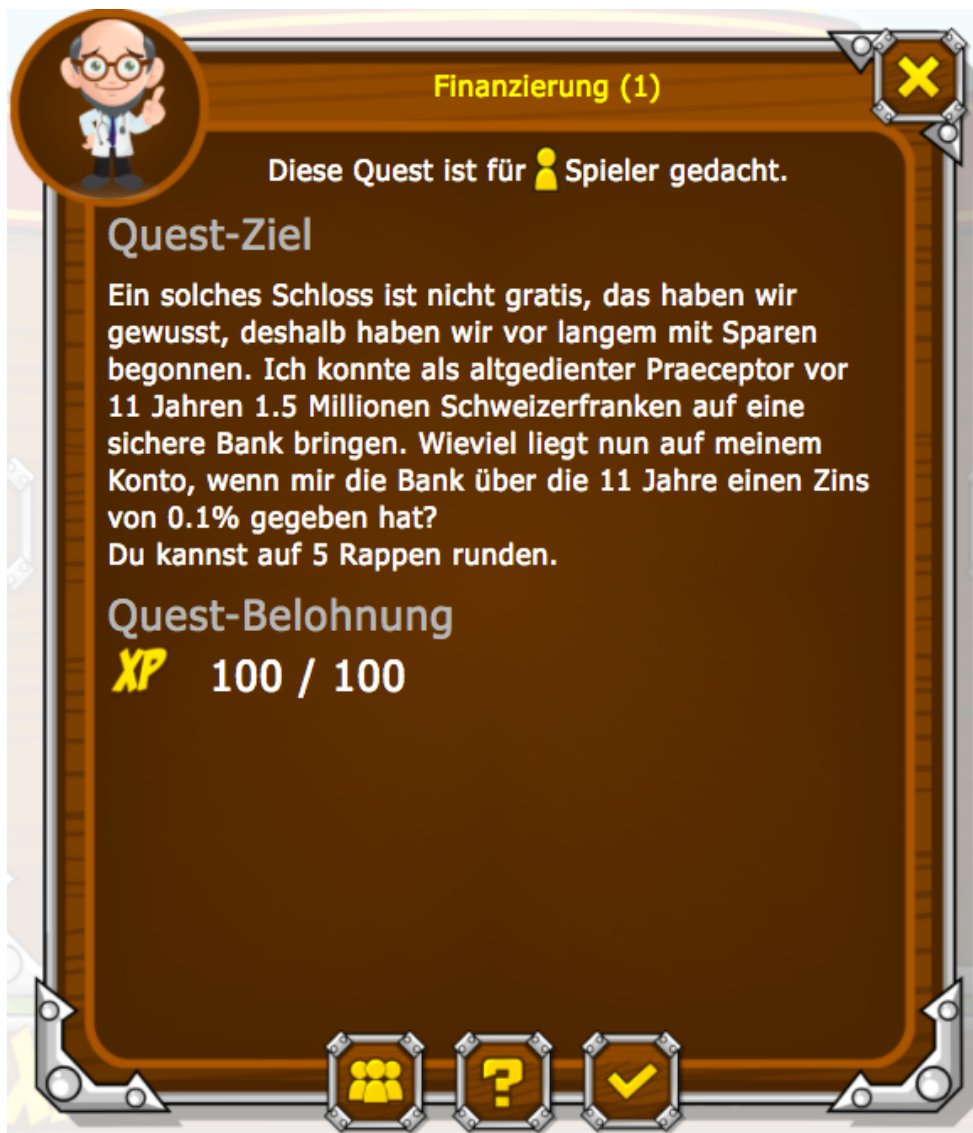 Finanzierung (1)
Diese Quest ist für Spieler gedacht.
Quest-Ziel
Ein solches Schloss ist nicht gratis, das haben wir
gewusst, deshalb haben wir vor langem mit Sparen
begonnen. Ich konnte als altgedienter Praeceptor vor
11 Jahren 1.5 Millionen Schweizerfranken auf eine
sichere Bank bringen. Wieviel liegt nun auf meinem
Konto, wenn mir die Bank über die 11 Jahre einen Zins
von 0.1% gegeben hat?
Du kannst auf 5 Rappen runden.
Quest-Belohnung
XP 100 / 100
?